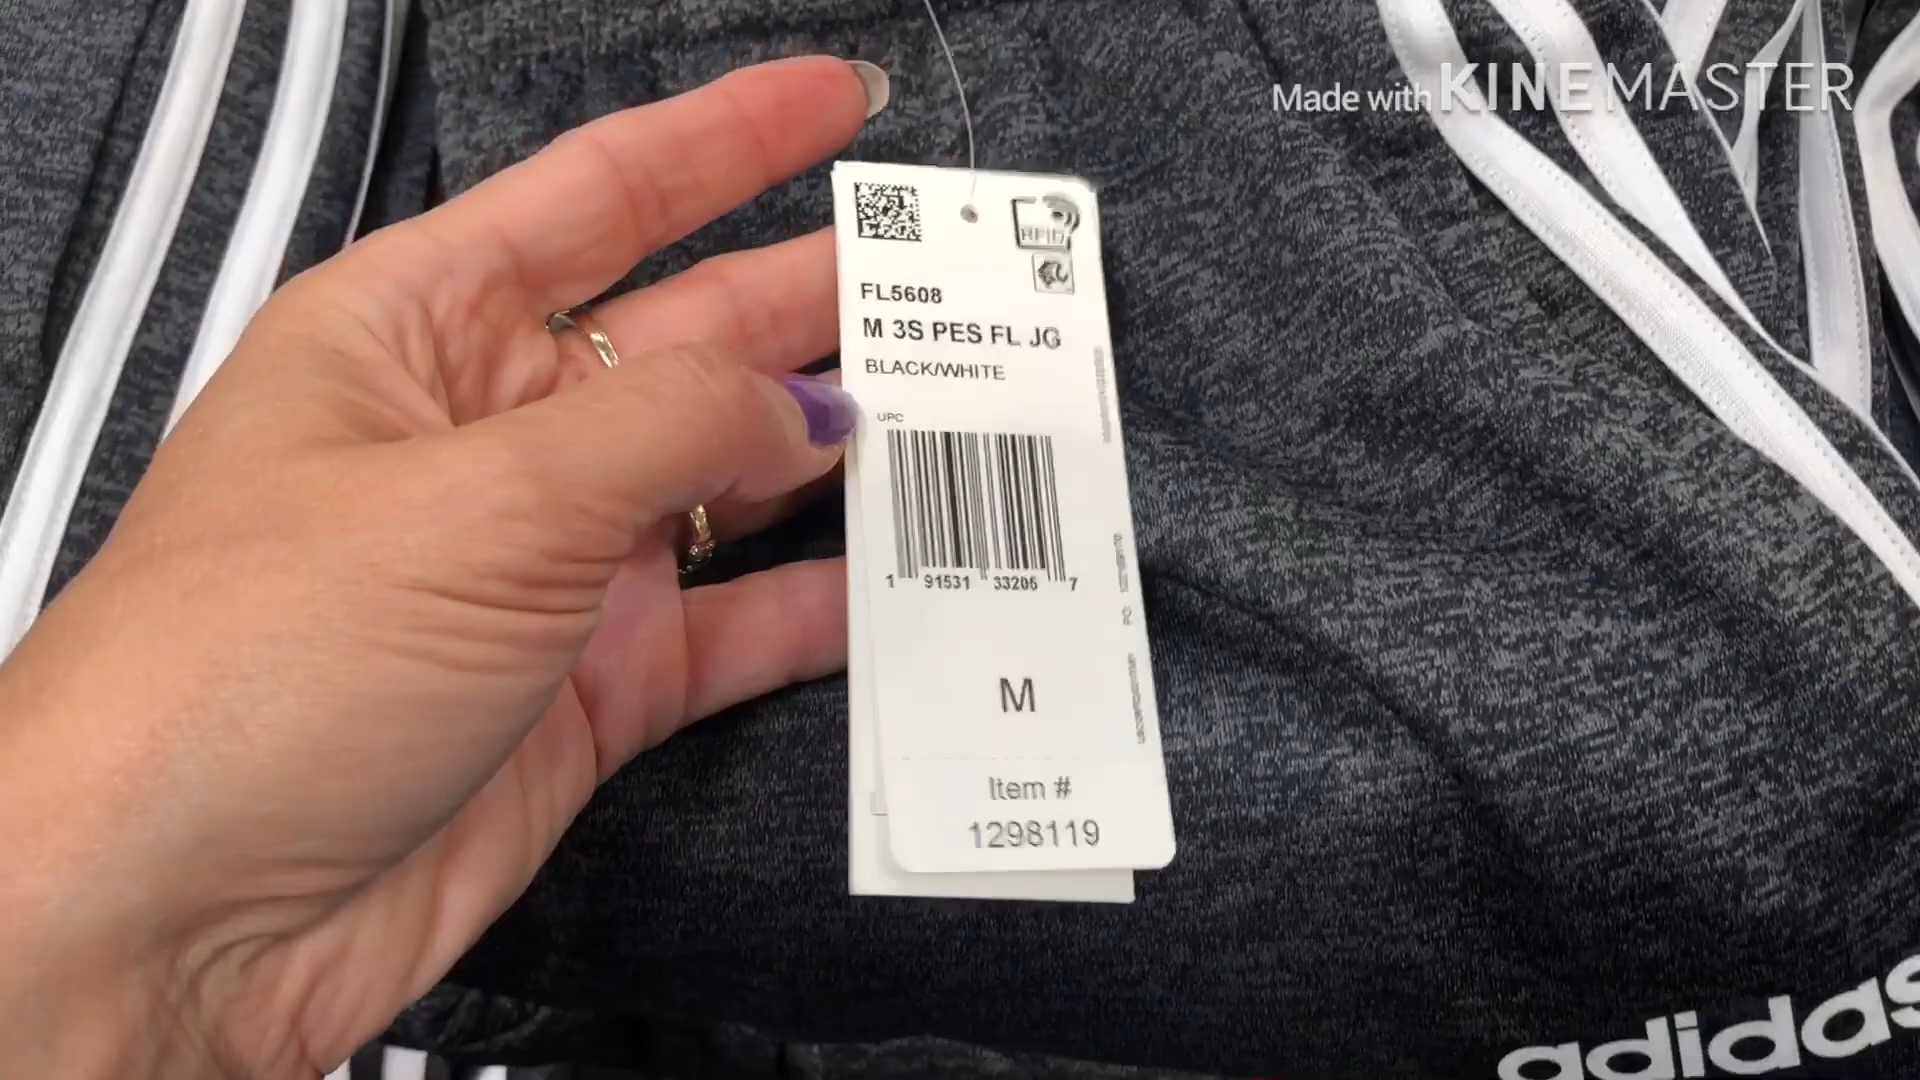 Made with KINEMASTER
RFID
FL5608
M 3S PES FL JG
BLACK/WHITE
UPC
1 91531 33206 7
M
Item #
1298119
adidas